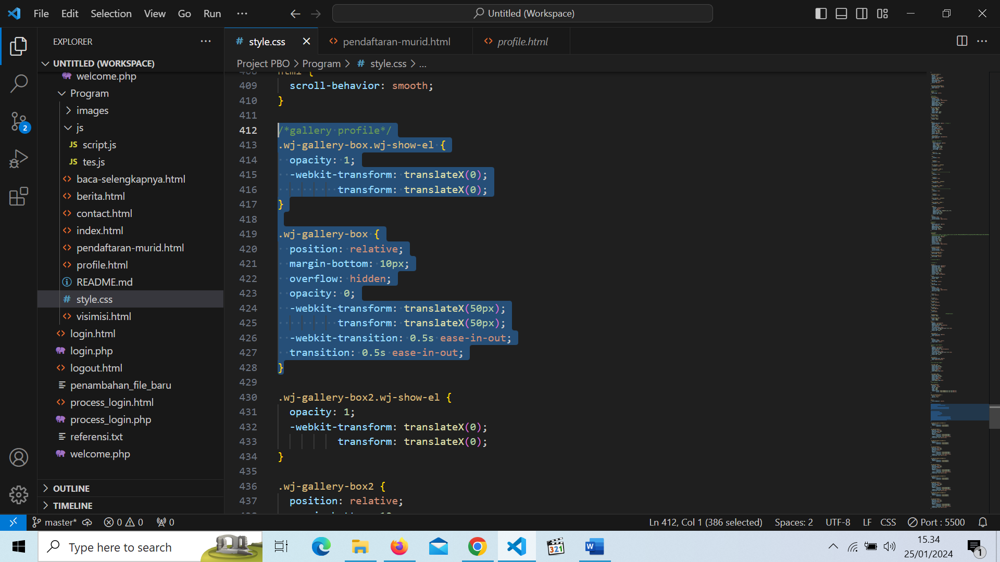 File Edit Selection View Go Run ···
Untitled (Workspace)
EXPLORER
UNTITLED (WORKSPACE)
welcome.php
Program
images
js
JS script.js
JS tes.js
<> baca-selengkapnya.html
<> berita.html
<> contact.html
<> index.html
<> pendaftaran-murid.html
<> profile.html
README.md
# style.css
<> visimisi.html
<> login.html
login.php
<> logout.html
penambahan_file_baru
<> process_login.html
process_login.php
referensi.txt
welcome.php
OUTLINE
TIMELINE
2
# style.css
<> pendaftaran-murid.html
<> profile.html
Project PBO > Program > # style.css > ...
408 html {
409 scroll-behavior: smooth;
410 }
411
412 /*gallery profile*/
413 .wj-gallery-box.wj-show-el {
414 opacity: 1;
415 -webkit-transform: translateX(0);
416 transform: translateX(0);
417 }
418
419 .wj-gallery-box {
420 position: relative;
421 margin-bottom: 10px;
422 overflow: hidden;
423 opacity: 0;
424 -webkit-transform: translateX(50px);
425 transform: translateX(50px);
426 -webkit-transition: 0.5s ease-in-out;
427 transition: 0.5s ease-in-out;
428 }
429
430 .wj-gallery-box2.wj-show-el {
431 opacity: 1;
432 -webkit-transform: translateX(0);
433 transform: translateX(0);
434 }
435
436 .wj-gallery-box2 {
437 position: relative;
master* 0 0 0
Ln 412, Col 1 (386 selected) Spaces: 2 UTF-8 LF CSS Port : 5500
Type here to search
321
W
15.34
25/01/2024
1